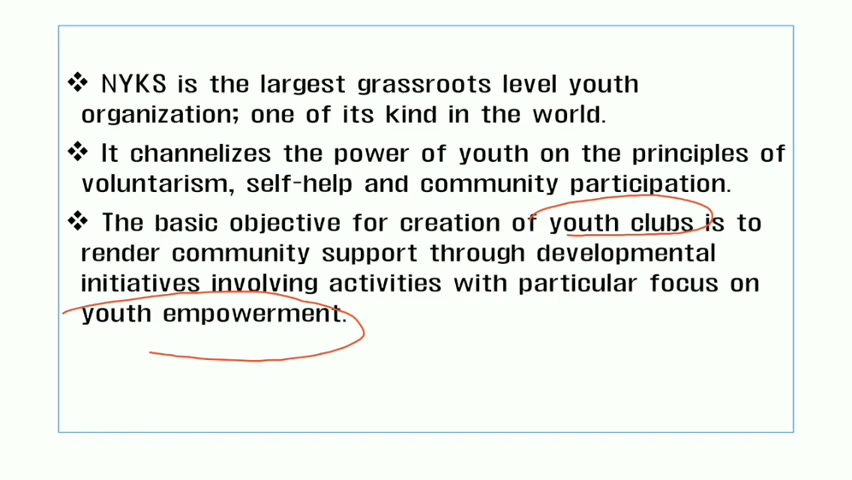 ❖ NYKS is the largest grassroots level youth
organization; one of its kind in the world.
❖ It channelizes the power of youth on the principles of
voluntarism, self-help and community participation.
❖ The basic objective for creation of youth clubs is to
render community support through developmental
initiatives involving activities with particular focus on
youth empowerment.